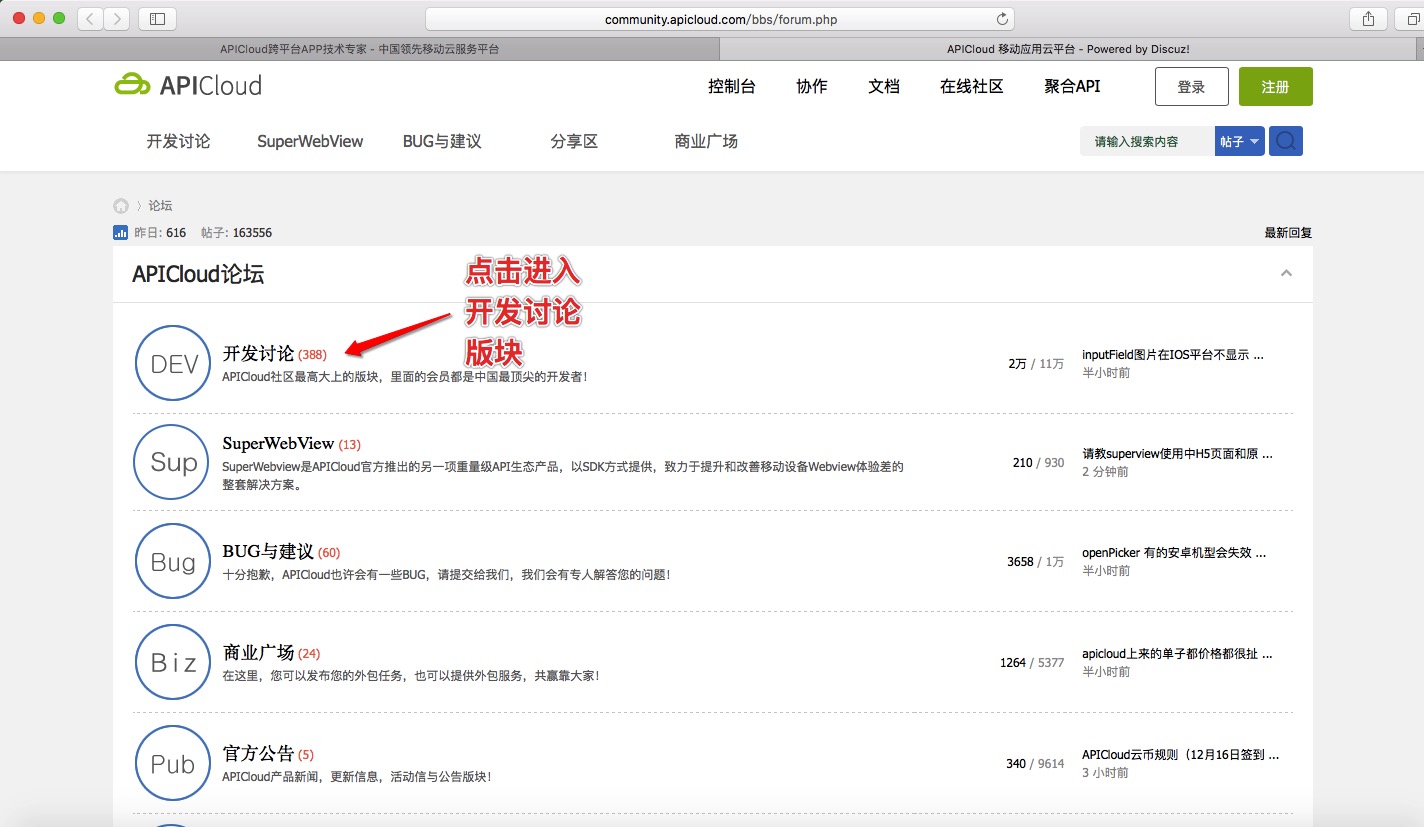 community.apicloud.com/bbs/forum.php
APICloud跨平台APP技术专家 - 中国领先移动云服务平台
APICloud 移动应用云平台 - Powered by Discuz!
APICloud
控制台
协作
文档
在线社区
聚合API
登录
注册
开发讨论
SuperWebView
BUG与建议
分享区
商业广场
请输入搜索内容
帖子
〉论坛
昨日: 616 帖子: 163556
最新回复
APICloud论坛
点击进入
开发讨论
版块
DEV
开发讨论 (388)
APICloud社区最高大上的版块，里面的会员都是中国最顶尖的开发者！
2万 / 11万
inputField图片在IOS平台不显示 ...
半小时前
Sup
SuperWebView (13)
SuperWebview是APICloud官方推出的另一项重量级API生态产品，以SDK方式提供，致力于提升和改善移动设备Webview体验差的
整套解决方案。
210 / 930
请教superview使用中H5页面和原 ...
2 分钟前
Bug
BUG与建议 (60)
十分抱歉，APICloud也许会有一些BUG，请提交给我们，我们会有专人解答您的问题！
3658 / 1万
openPicker 有的安卓机型会失效 ...
半小时前
Biz
商业广场 (24)
在这里，您可以发布您的外包任务，也可以提供外包服务，共赢靠大家！
1264 / 5377
apicloud上来的单子都价格都很扯 ...
半小时前
Pub
官方公告 (5)
APICloud产品新闻，更新信息，活动信与公告版块！
340 / 9614
APICloud云币规则（12月16日签到 ...
3 小时前